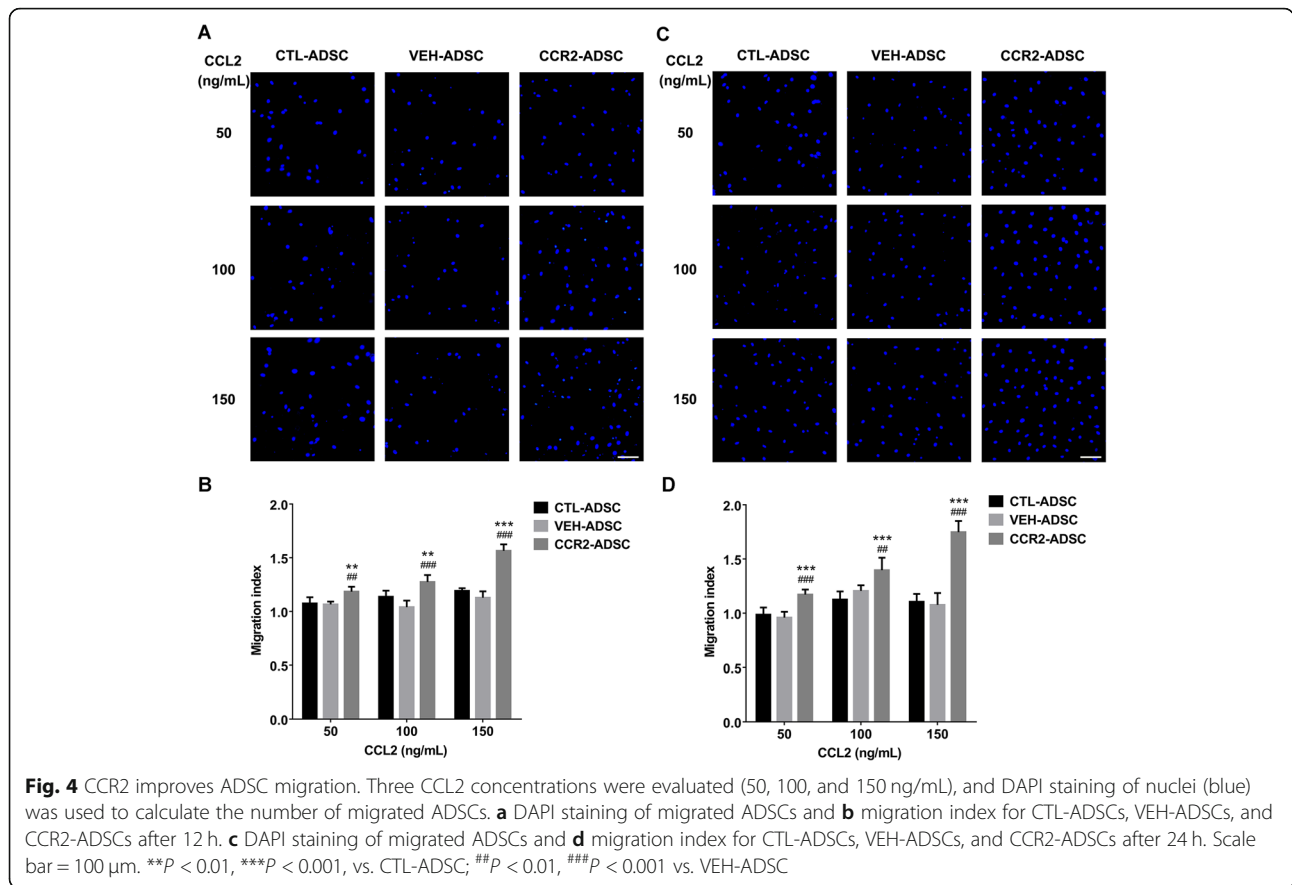 A
CCL2
(ng/mL)
CTL-ADSC VEH-ADSC CCR2-ADSC
50
100
150
C
CCL2
(ng/mL)
CTL-ADSC VEH-ADSC CCR2-ADSC
50
100
150
B
Migration index
2.0
1.5
1.0
0.5
0.0
CTL-ADSC
VEH-ADSC
CCR2-ADSC
**
##
**
###
***
###
50 100 150
CCL2 (ng/mL)
D
Migration index
2.0
1.5
1.0
0.5
0.0
CTL-ADSC
VEH-ADSC
CCR2-ADSC
***
###
***
##
***
###
50 100 150
CCL2 (ng/mL)
Fig. 4 CCR2 improves ADSC migration. Three CCL2 concentrations were evaluated (50, 100, and 150 ng/mL), and DAPI staining of nuclei (blue)
was used to calculate the number of migrated ADSCs. a DAPI staining of migrated ADSCs and b migration index for CTL-ADSCs, VEH-ADSCs, and
CCR2-ADSCs after 12 h. c DAPI staining of migrated ADSCs and d migration index for CTL-ADSCs, VEH-ADSCs, and CCR2-ADSCs after 24 h. Scale
bar = 100 μm. **P < 0.01, ***P < 0.001, vs. CTL-ADSC; ##P < 0.01, ###P < 0.001 vs. VEH-ADSC